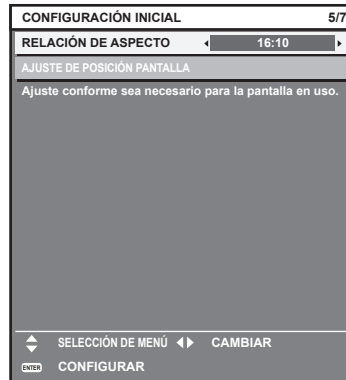 CONFIGURACIÓN INICIAL 5/7
RELACIÓN DE ASPECTO 16:10
AJUSTE DE POSICIÓN PANTALLA
Ajuste conforme sea necesario para la pantalla en uso.
SELECCIÓN DE MENÚ CAMBIAR
ENTER CONFIGURAR